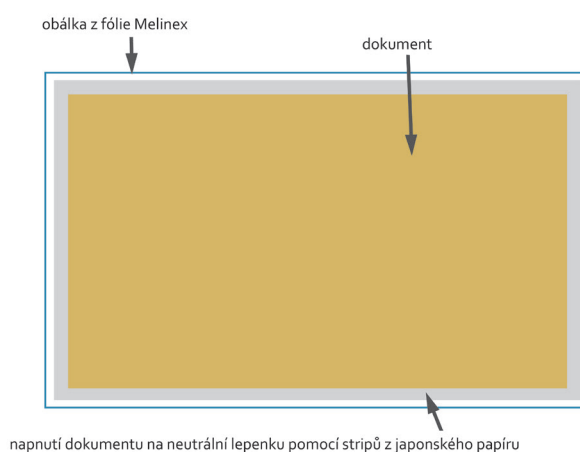 obálka z fólie Melinex
dokument
napnutí dokumentu na neutrální lepenku pomocí stripů z japonského papíru